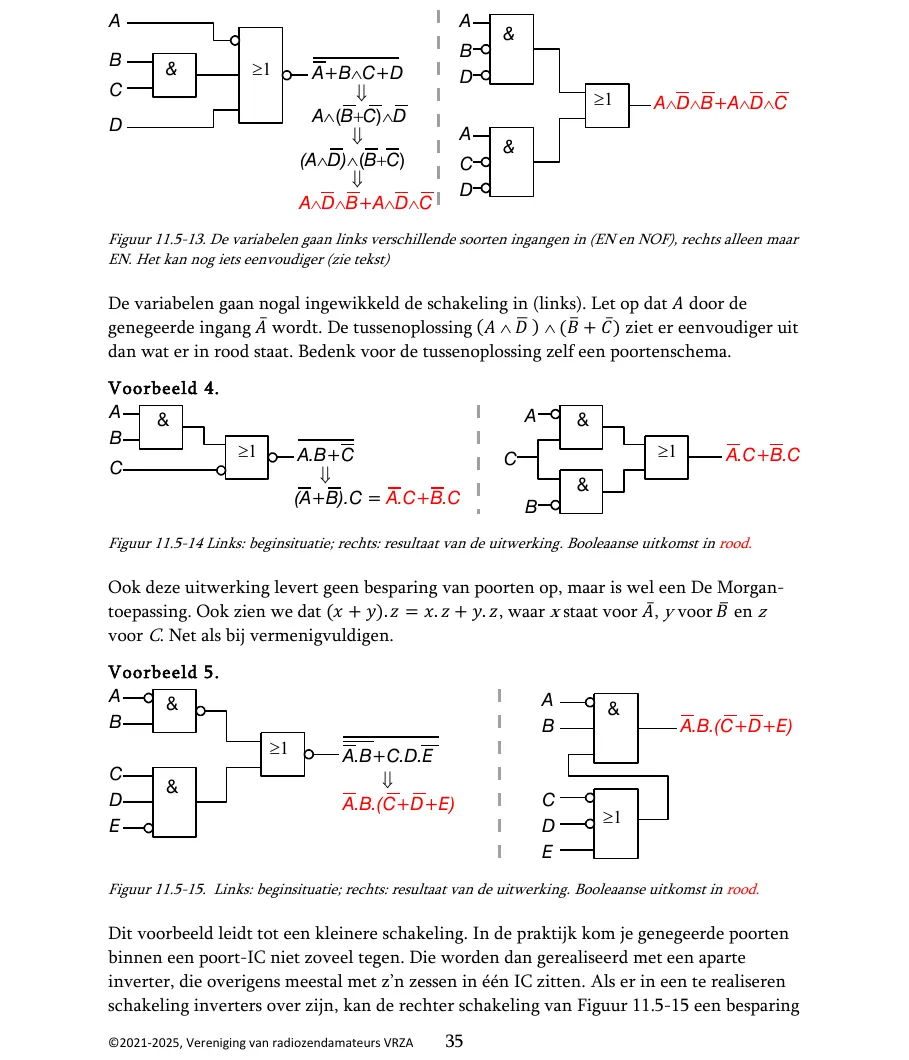 A
B
C
D
&
≥1
A̿+B∧C+D
⇓
A∧(B̅+C̅)∧D̅
⇓
(A∧D̅)∧(B̅+C̅)
⇓
A∧D̅∧B̅+A∧D̅∧C̅
A
B
D
&
A
C
D
&
≥1
A∧D̅∧B̅+A∧D̅∧C̅
Figuur 11.5-13. De variabelen gaan links verschillende soorten ingangen in (EN en NOF), rechts alleen maar
EN. Het kan nog iets eenvoudiger (zie tekst)
De variabelen gaan nogal ingewikkeld de schakeling in (links). Let op dat A door de
genegeerde ingang A̅ wordt. De tussenoplossing (A ∧ D̅ ) ∧ (B̅ + C̅) ziet er eenvoudiger uit
dan wat er in rood staat. Bedenk voor de tussenoplossing zelf een poortenschema.
Voorbeeld 4.
A
B
C
&
≥1
A.B+C̅
⇓
(A̅+B̅).C = A̅.C+B̅.C
A
C
B
&
&
≥1
A̅.C+B̅.C
Figuur 11.5-14 Links: beginsituatie; rechts: resultaat van de uitwerking. Booleaanse uitkomst in rood.
Ook deze uitwerking levert geen besparing van poorten op, maar is wel een De Morgan-
toepassing. Ook zien we dat (x + y). z = x. z + y. z, waar x staat voor A̅, y voor B̅ en z
voor C. Net als bij vermenigvuldigen.
Voorbeeld 5.
A
B
&
C
D
E
&
≥1
A̅.B+C.D.E̅
⇓
A̅.B.(C̅+D̅+E)
A
B
&
C
D
E
≥1
A̅.B.(C̅+D̅+E)
Figuur 11.5-15. Links: beginsituatie; rechts: resultaat van de uitwerking. Booleaanse uitkomst in rood.
Dit voorbeeld leidt tot een kleinere schakeling. In de praktijk kom je genegeerde poorten
binnen een poort-IC niet zoveel tegen. Die worden dan gerealiseerd met een aparte
inverter, die overigens meestal met z’n zessen in één IC zitten. Als er in een te realiseren
schakeling inverters over zijn, kan de rechter schakeling van Figuur 11.5-15 een besparing
©2021-2025, Vereniging van radiozendamateurs VRZA 35